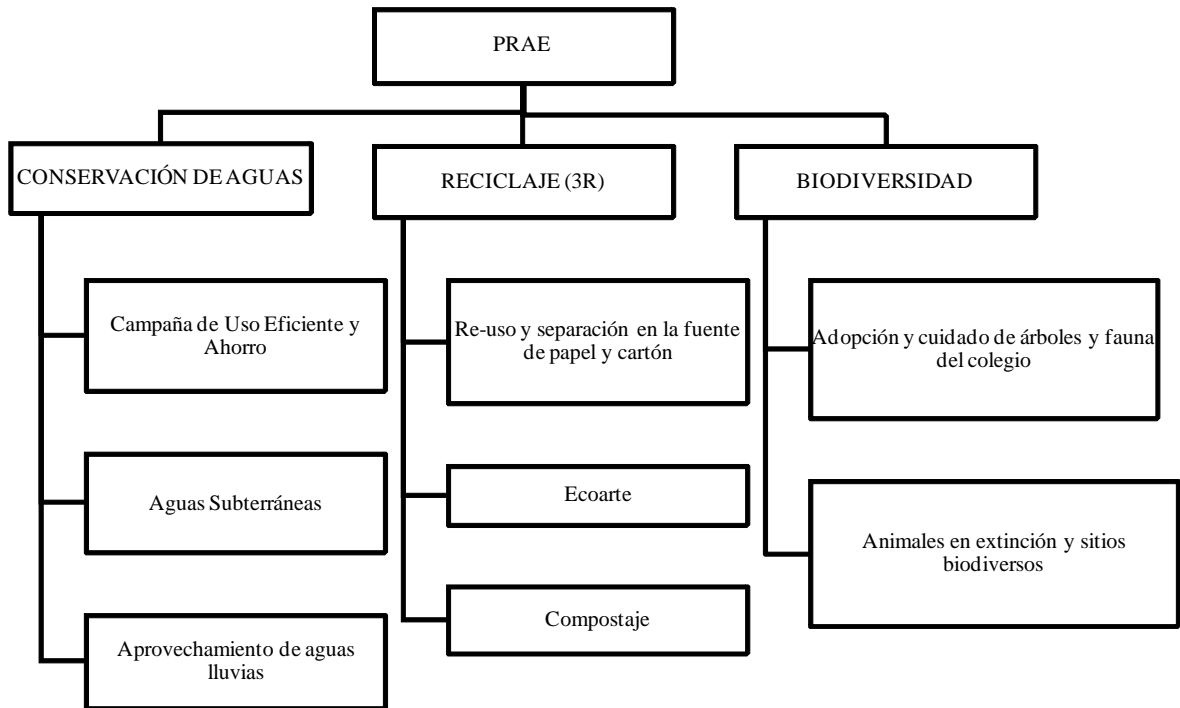 PRAE
CONSERVACIÓN DE AGUAS
RECICLAJE (3R)
BIODIVERSIDAD
Campaña de Uso Eficiente y
Ahorro
Aguas Subterráneas
Aprovechamiento de aguas
lluvias
Re-uso y separación en la fuente
de papel y cartón
Ecoarte
Compostaje
Adopción y cuidado de árboles y fauna
del colegio
Animales en extinción y sitios
biodiversos